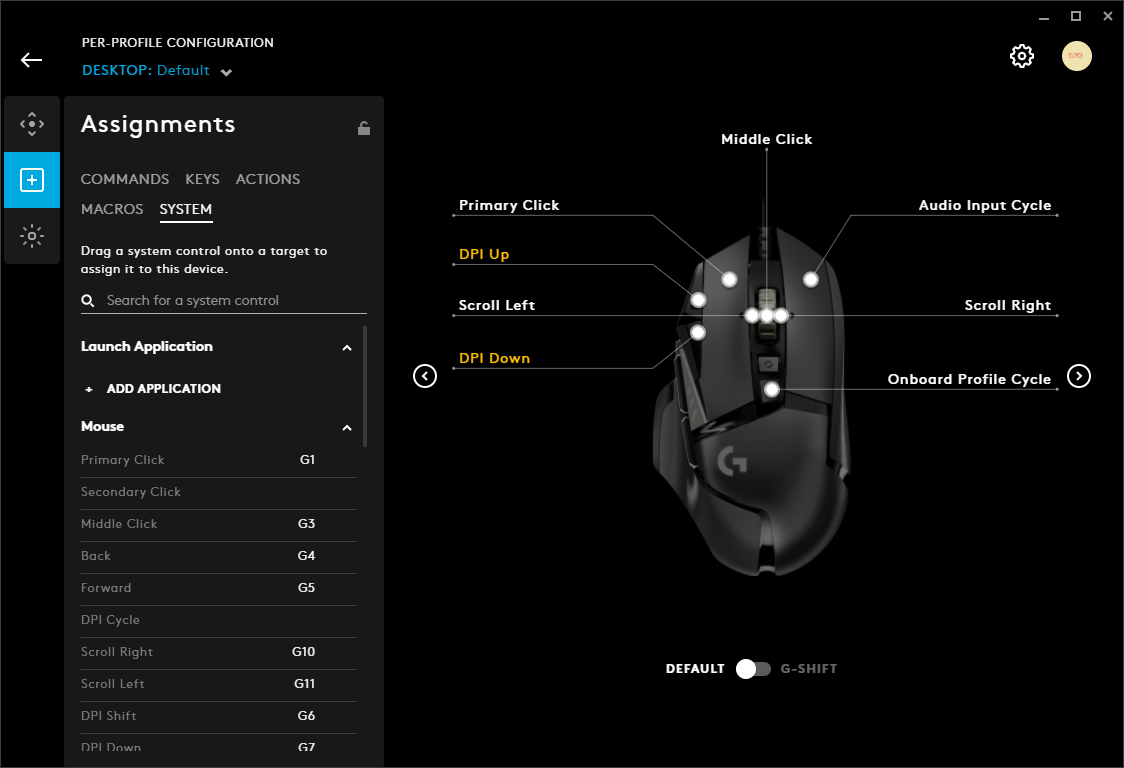 PER-PROFILE CONFIGURATION
DESKTOP: Default
Assignments
COMMANDS KEYS ACTIONS
MACROS SYSTEM
Drag a system control onto a target to
assign it to this device.
Search for a system control
Launch Application
+ ADD APPLICATION
Mouse
Primary Click G1
Secondary Click
Middle Click G3
Back G4
Forward G5
DPI Cycle
Scroll Right G10
Scroll Left G11
DPI Shift G6
DPI Down G7
Middle Click
Primary Click
Audio Input Cycle
DPI Up
Scroll Left
Scroll Right
DPI Down
Onboard Profile Cycle
DEFAULT G-SHIFT